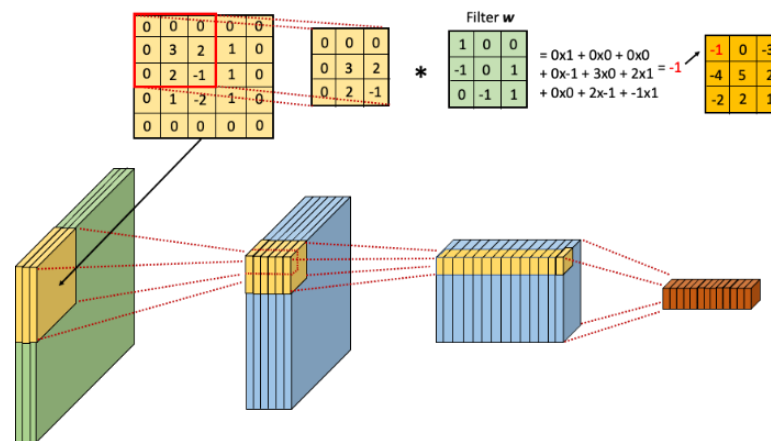 Filter w
0 0 0 0 0
0 3 2 1 0
0 2 -1 1 0
0 1 -2 1 0
0 0 0 0 0
0 0 0
0 3 2
0 2 -1
*
1 0 0
-1 0 1
0 -1 1
= 0x1 + 0x0 + 0x0
+ 0x-1 + 3x0 + 2x1 = -1
+ 0x0 + 2x-1 + -1x1
-1 0 -3
-4 5 2
-2 2 1